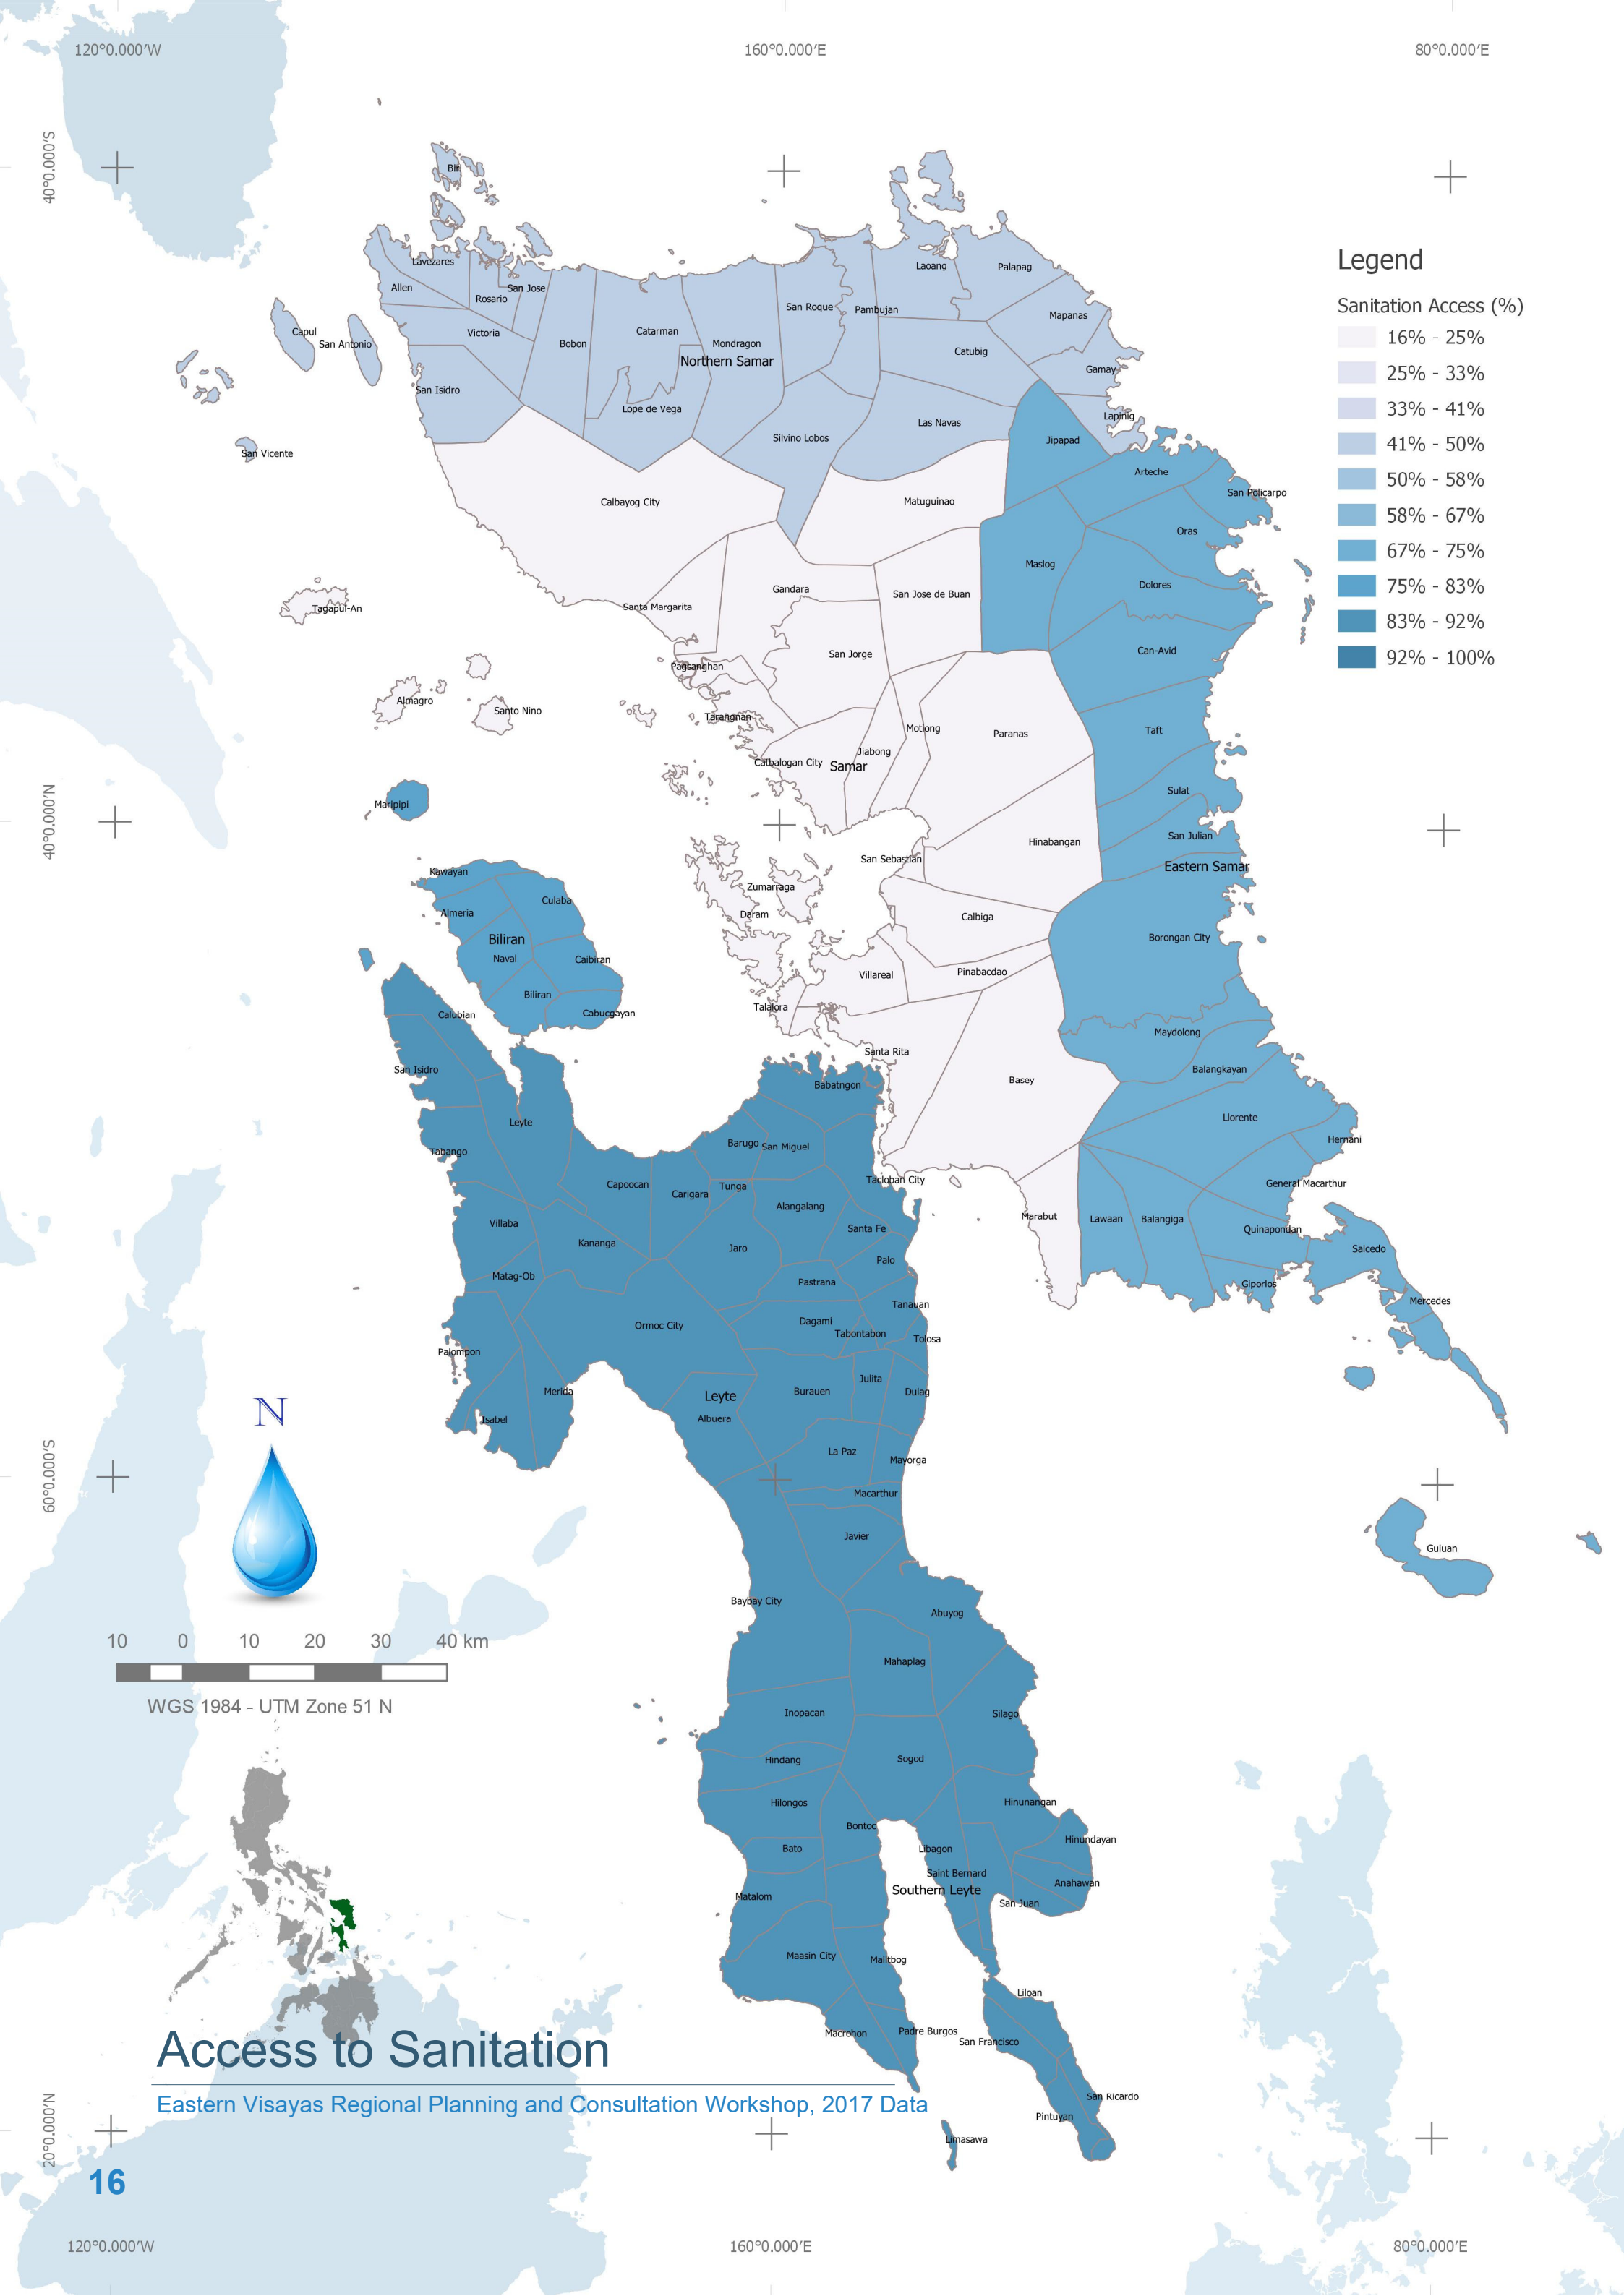 120°0.000′W
160°0.000′E
80°0.000′E
40°0.000′S
Biri
Legend
Sanitation Access (%)
16% - 25%
25% - 33%
33% - 41%
41% - 50%
50% - 58%
58% - 67%
67% - 75%
75% - 83%
83% - 92%
92% - 100%
Lavezares
Allen
Rosario
San Jose
Laoang
Palapag
San Roque
Pambujan
Mapanas
Capul
San Antonio
Victoria
Bobon
Catarman
Mondragon
Northern Samar
Catubig
Gamay
San Isidro
Lope de Vega
Las Navas
Lapinig
Silvino Lobos
Jipapad
San Vicente
Arteche
San Policarpo
Calbayog City
Matuguinao
Oras
Maslog
Dolores
Gandara
San Jose de Buan
Tagapul-An
Santa Margarita
San Jorge
Can-Avid
Pagsanghan
Almagro
Santo Nino
Tarangnan
Motiong
Paranas
Taft
Jiabong
Catbalogan City
Samar
Sulat
40°0.000′N
Maripipi
San Julian
Hinabangan
San Sebastian
Eastern Samar
Kawayan
Zumarraga
Culaba
Almeria
Daram
Calbiga
Biliran
Borongan City
Naval
Caibiran
Villareal
Pinabacdao
Biliran
Talalora
Cabucgayan
Calubian
Maydolong
Santa Rita
San Isidro
Balangkayan
Basey
Babatngon
Leyte
Llorente
Hernani
Barugo
San Miguel
Tabango
Tacloban City
Capoocan
Carigara
Tunga
General Macarthur
Alangalang
Marabut
Lawaan
Balangiga
Villaba
Santa Fe
Quinapondan
Kananga
Jaro
Salcedo
Palo
Matag-Ob
Pastrana
Giporlos
Tanauan
Mercedes
Ormoc City
Dagami
Tabontabon
Tolosa
Palompon
Julita
Merida
Leyte
Burauen
Dulag
N
Isabel
Albuera
La Paz
Mayorga
60°0.000′S
Macarthur
Javier
Guiuan
Baybay City
Abuyog
10 0 10 20 30 40 km
Mahaplag
WGS 1984 - UTM Zone 51 N
Inopacan
Silago
Hindang
Sogod
Hilongos
Hinunangan
Bontoc
Hinundayan
Bato
Libagon
Saint Bernard
Anahawan
Southern Leyte
Matalom
San Juan
Maasin City
Malitbog
Liloan
Macrohon
Padre Burgos
San Francisco
Access to Sanitation
San Ricardo
Eastern Visayas Regional Planning and Consultation Workshop, 2017 Data
Pintuyan
Limasawa
20°0.000′N
16
120°0.000′W
160°0.000′E
80°0.000′E